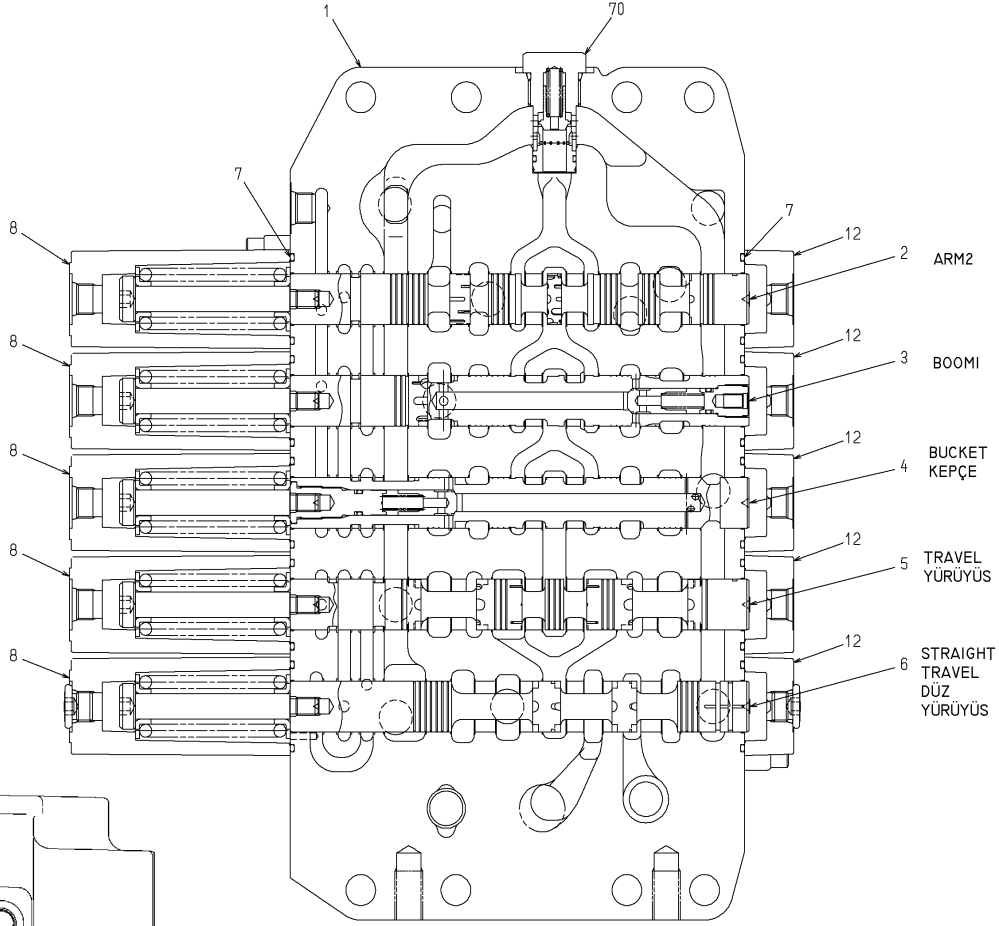 1
70
7
7
8
12
2
ARM2
8
12
3
BOOMI
8
12
BUCKET
4
KEPÇE
8
12
TRAVEL
5
YÜRÜYÜS
8
12
STRAIGHT
6
TRAVEL
DÜZ
YÜRÜYÜS